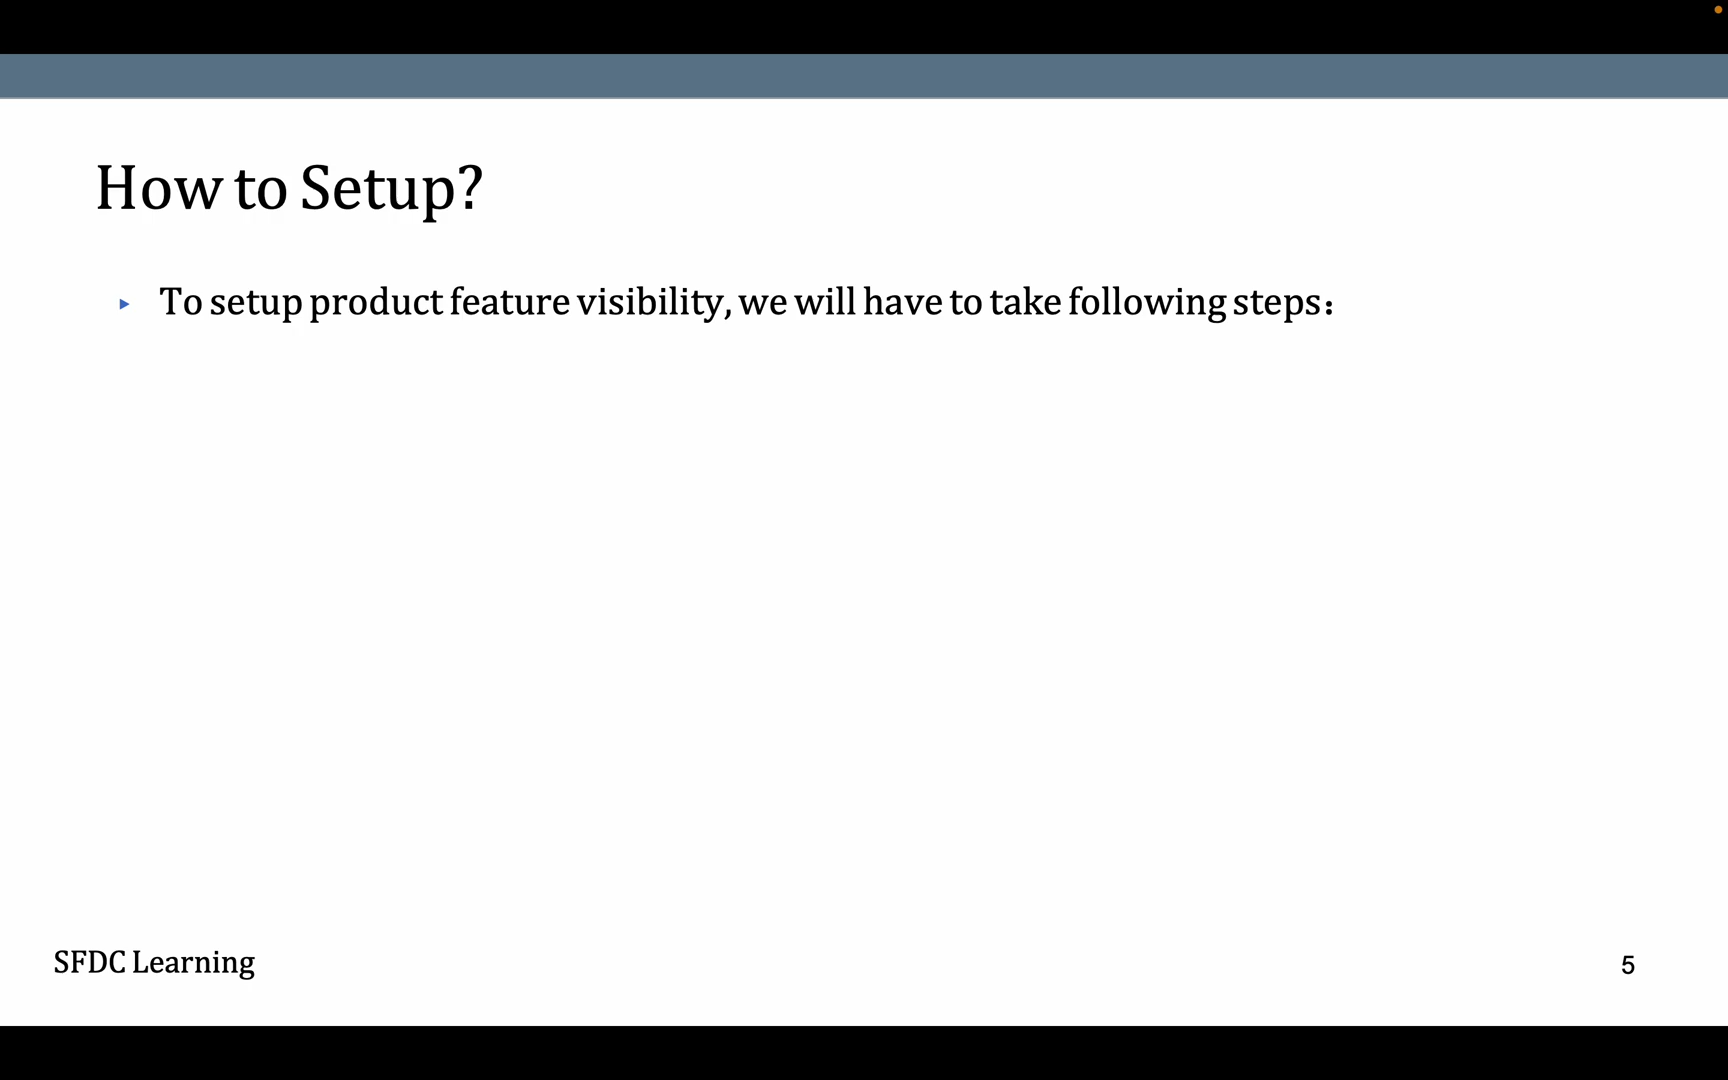 How to Setup?
To setup product feature visibility, we will have to take following steps:
SFDC Learning
5